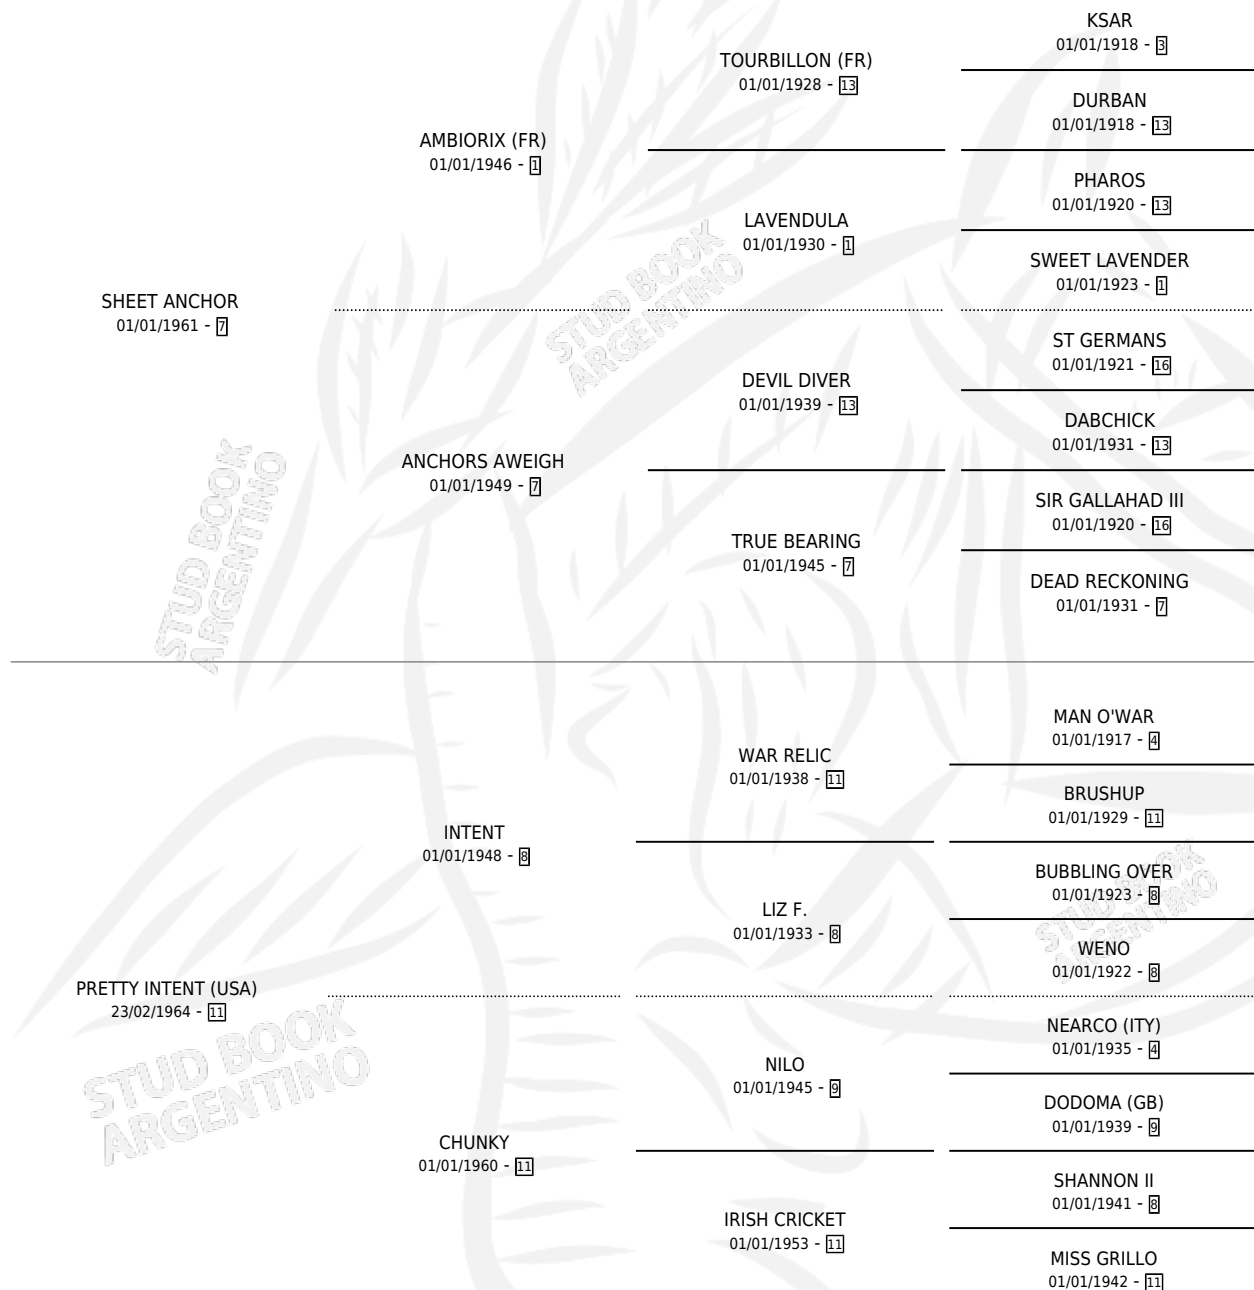 KSAR
01/01/1918 - 3
TOURBILLON (FR)
01/01/1928 - 13
DURBAN
01/01/1918 - 13
AMBIORIX (FR)
01/01/1946 - 1
PHAROS
01/01/1920 - 13
LAVENDULA
01/01/1930 - 1
SWEET LAVENDER
01/01/1923 - 1
SHEET ANCHOR
01/01/1961 - 7
STUD BOOK
ARGENTINO
ST GERMANS
01/01/1921 - 16
DEVIL DIVER
01/01/1939 - 13
DABCHICK
01/01/1931 - 13
ANCHORS AWEIGH
01/01/1949 - 7
SIR GALLAHAD III
01/01/1920 - 16
TRUE BEARING
01/01/1945 - 7
DEAD RECKONING
01/01/1931 - 7
STUD BOOK
ARGENTINO
MAN O'WAR
01/01/1917 - 4
WAR RELIC
01/01/1938 - 11
BRUSHUP
01/01/1929 - 11
INTENT
01/01/1948 - 8
BUBBLING OVER
01/01/1923 - 8
LIZ F.
01/01/1933 - 8
WENO
01/01/1922 - 8
STUD BOOK
ARGENTINO
PRETTY INTENT (USA)
23/02/1964 - 11
NEARCO (ITY)
01/01/1935 - 4
NILO
01/01/1945 - 9
DODOMA (GB)
01/01/1939 - 9
STUD BOOK
ARGENTINO
CHUNKY
01/01/1960 - 11
SHANNON II
01/01/1941 - 8
IRISH CRICKET
01/01/1953 - 11
MISS GRILLO
01/01/1942 - 11